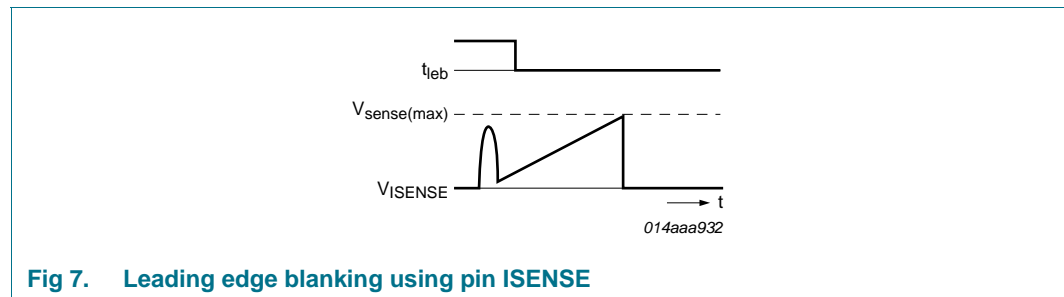 tleb
Vsense(max)
VISENSE
t
014aaa932
Fig 7. Leading edge blanking using pin ISENSE